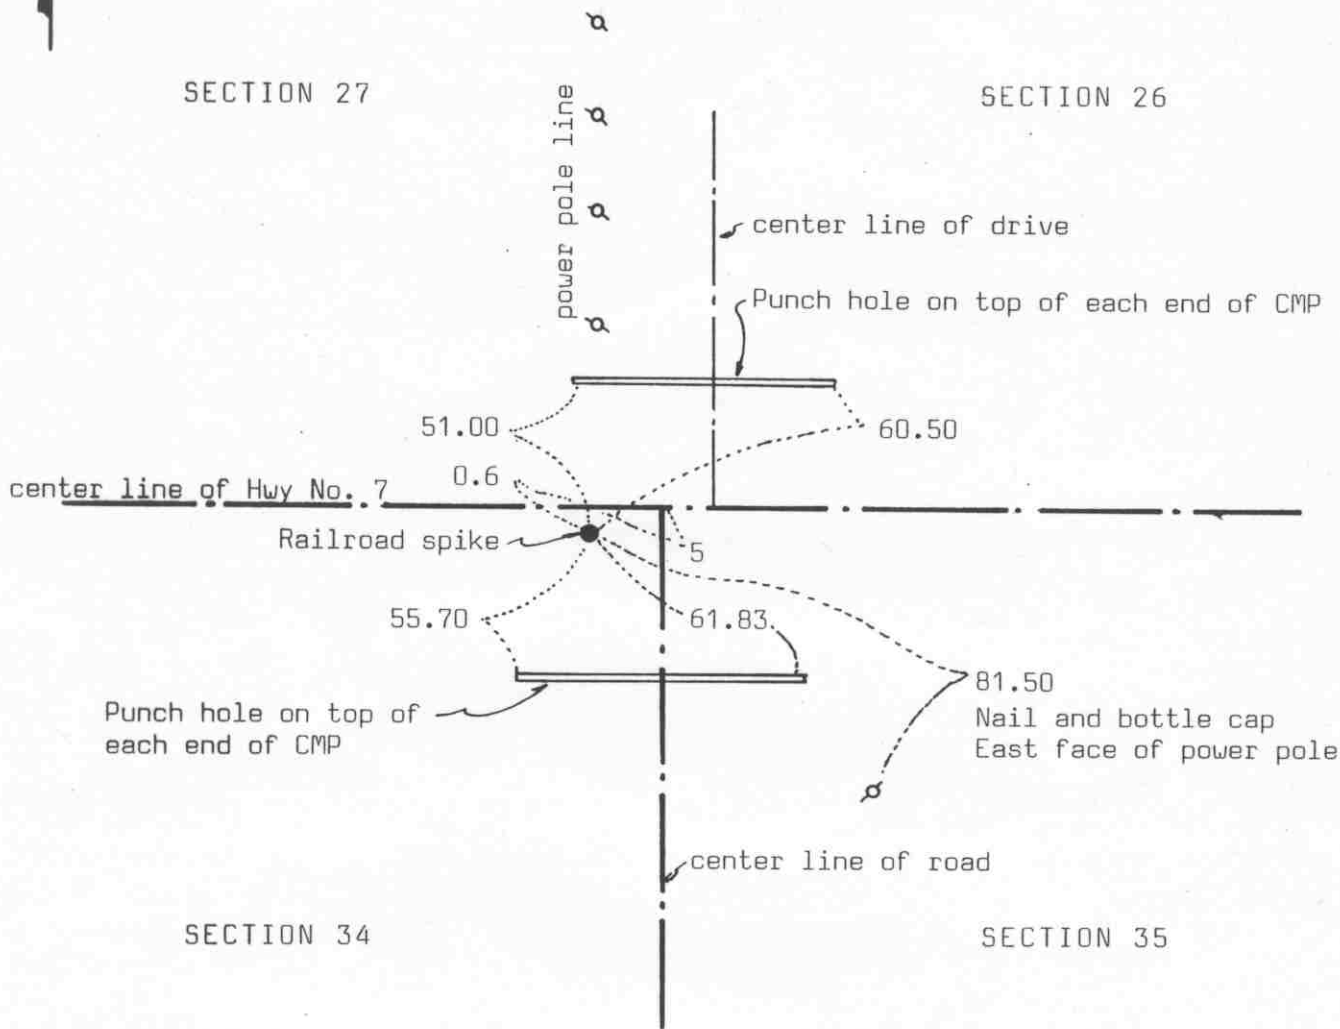 SECTION 27
SECTION 26
power pole line
center line of drive
Punch hole on top of each end of CMP
51.00
60.50
0.6
center line of Hwy No. 7
Railroad spike
5
55.70
61.83
81.50
Nail and bottle cap
East face of power pole
Punch hole on top of
each end of CMP
center line of road
SECTION 34
SECTION 35